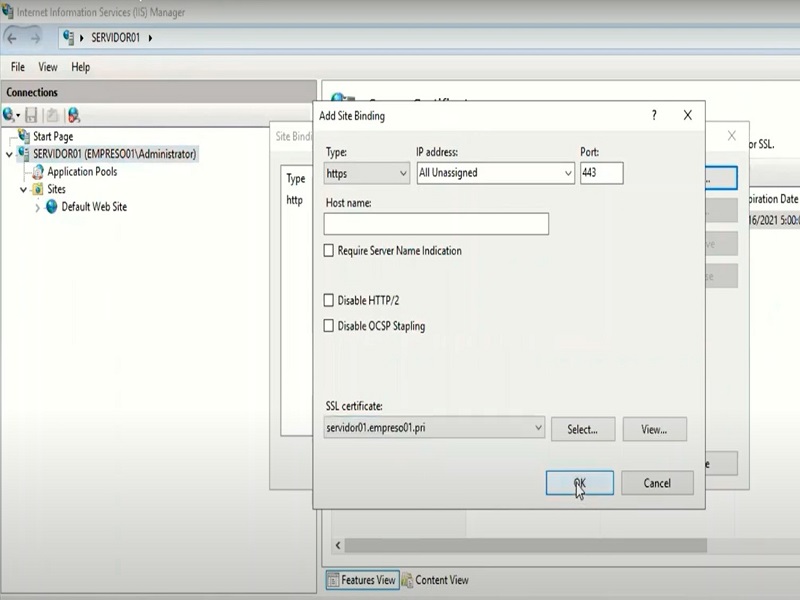 Internet Information Services (IIS) Manager
SERVIDOR01
File View Help
Connections
Start Page
SERVIDOR01 (EMPRESO01\Administrator)
Application Pools
Sites
Default Web Site
Site
Type
http
or SSL.
Date
16/2021 5:00:
Add Site Binding
? X
Type:
IP address:
Port:
https
All Unassigned
443
Host name:
Require Server Name Indication
Disable HTTP/2
Disable OCSP Stapling
SSL certificate:
servidor01.empreso01.pri
Select...
View...
OK
Cancel
Features View
Content View